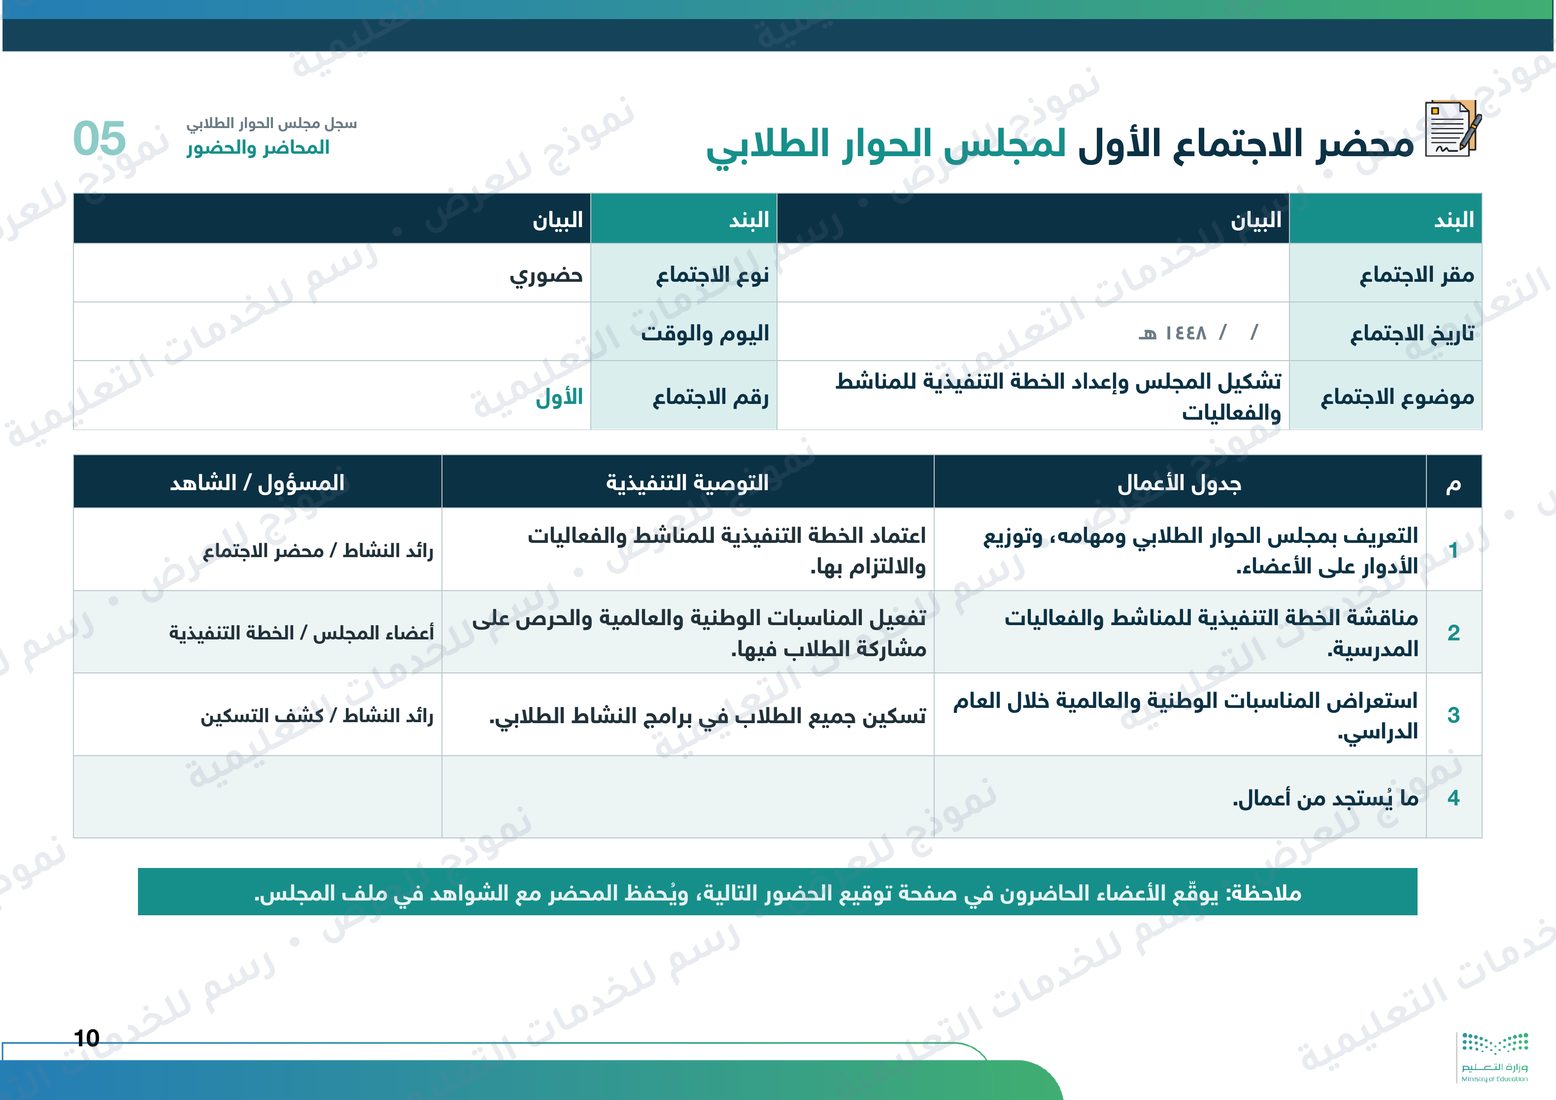 محضر الاجتماع الأول لمجلس الحوار الطلابي
سجل مجلس الحوار الطلابي
المحاضر والحضور
05
البند البيان البند البيان
مقر الاجتماع نوع الاجتماع حضوري
تاريخ الاجتماع / / ١٤٤٨ هـ اليوم والوقت
موضوع الاجتماع تشكيل المجلس وإعداد الخطة التنفيذية للمناشط
والفعاليات
رقم الاجتماع الأول
م جدول الأعمال التوصية التنفيذية المسؤول / الشاهد
1
التعريف بمجلس الحوار الطلابي ومهامه، وتوزيع
الأدوار على الأعضاء.
اعتماد الخطة التنفيذية للمناشط والفعاليات
والالتزام بها.
رائد النشاط / محضر الاجتماع
2
مناقشة الخطة التنفيذية للمناشط والفعاليات
المدرسية.
تفعيل المناسبات الوطنية والعالمية والحرص على
مشاركة الطلاب فيها.
أعضاء المجلس / الخطة التنفيذية
3
استعراض المناسبات الوطنية والعالمية خلال العام
الدراسي.
تسكين جميع الطلاب في برامج النشاط الطلابي.
رائد النشاط / كشف التسكين
4
ما يُستجد من أعمال.
ملاحظة: يوقّع الأعضاء الحاضرون في صفحة توقيع الحضور التالية، ويُحفظ المحضر مع الشواهد في ملف المجلس.
10
وزارة التعليم
Ministry of Education
نموذج للعرض • رسم للخدمات التعليمية